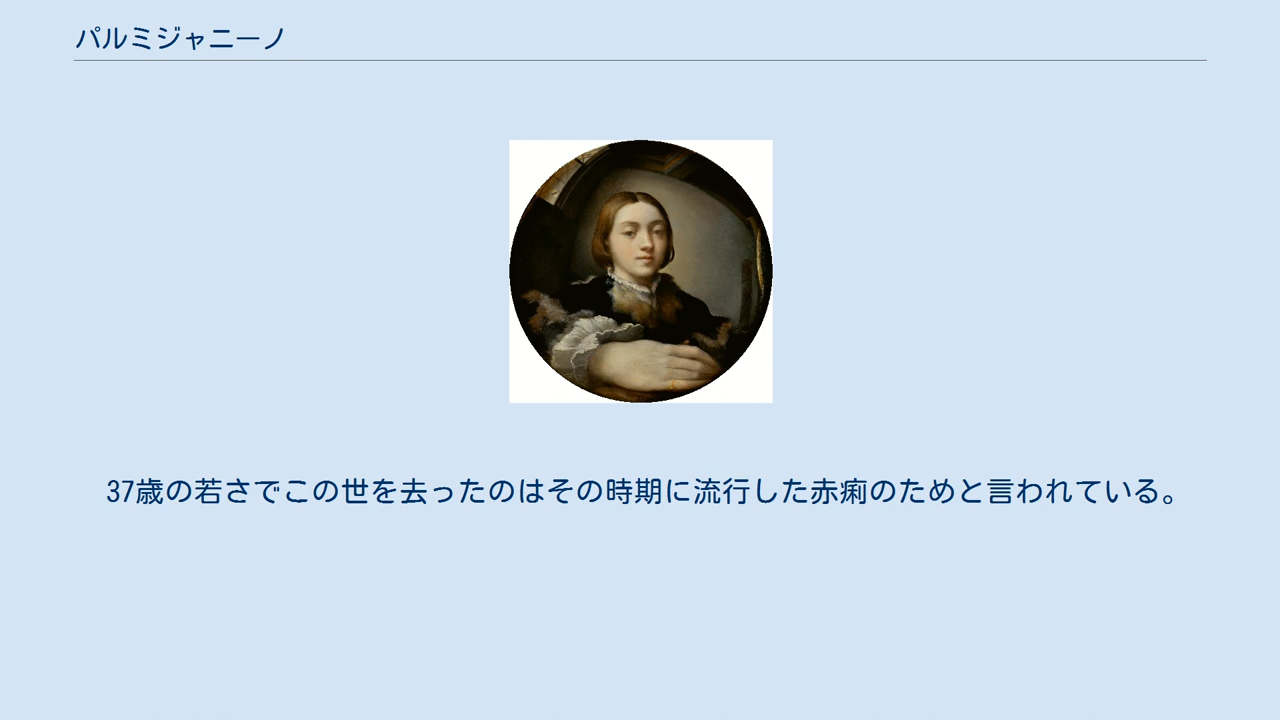 パルミジャニーノ
37歳の若さでこの世を去ったのはその時期に流行した赤痢のためと言われている。